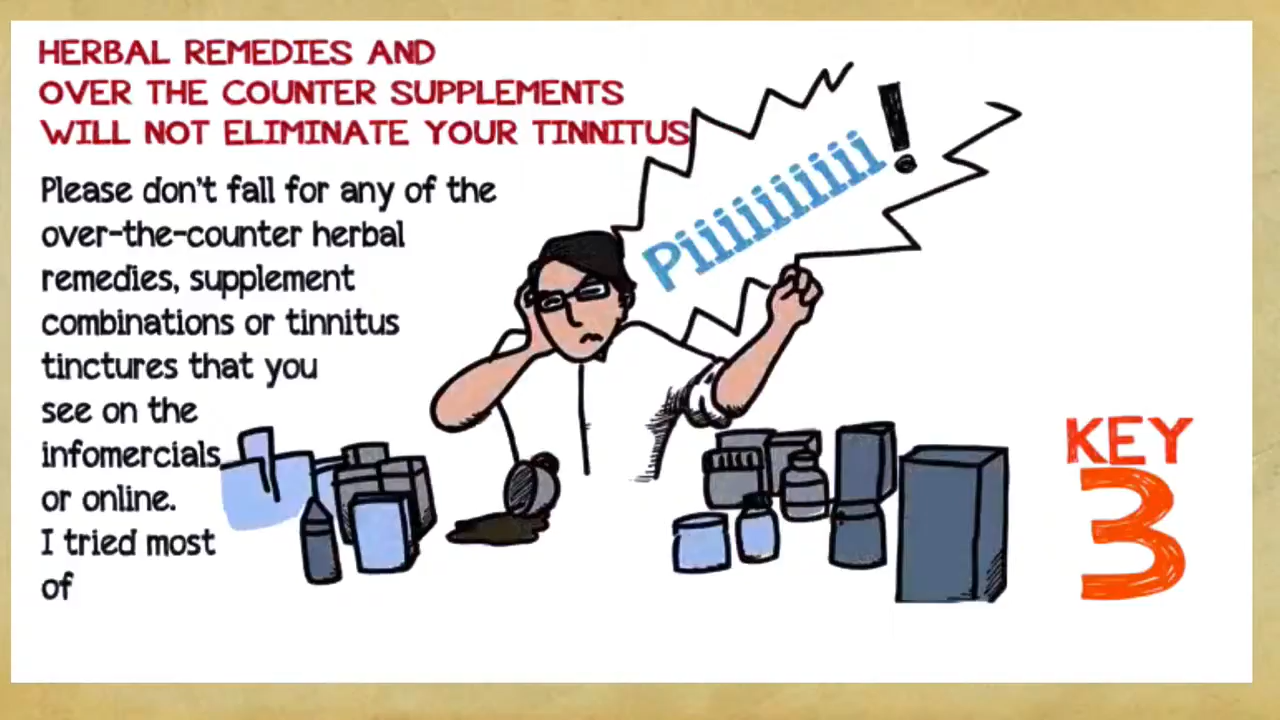 HERBAL REMEDIES AND
OVER THE COUNTER SUPPLEMENTS
WILL NOT ELIMINATE YOUR TINNITUS
Please don't fall for any of the
over-the-counter herbal
remedies, supplement
combinations or tinnitus
tinctures that you
see on the
infomercials
or online.
I tried most
of
Piiiiiiiii!
KEY
3